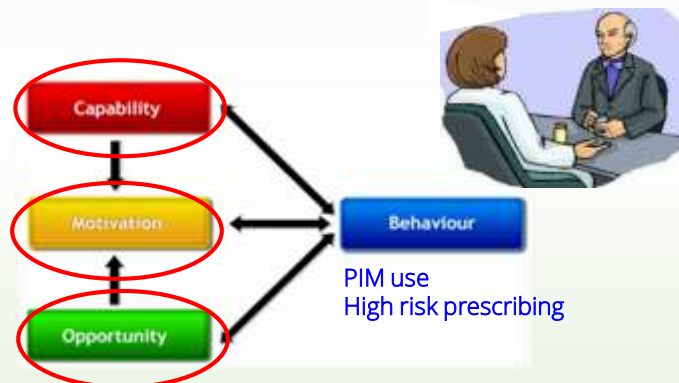 Capability
Motivation
Behaviour
PIM use
High risk prescribing
Opportunity